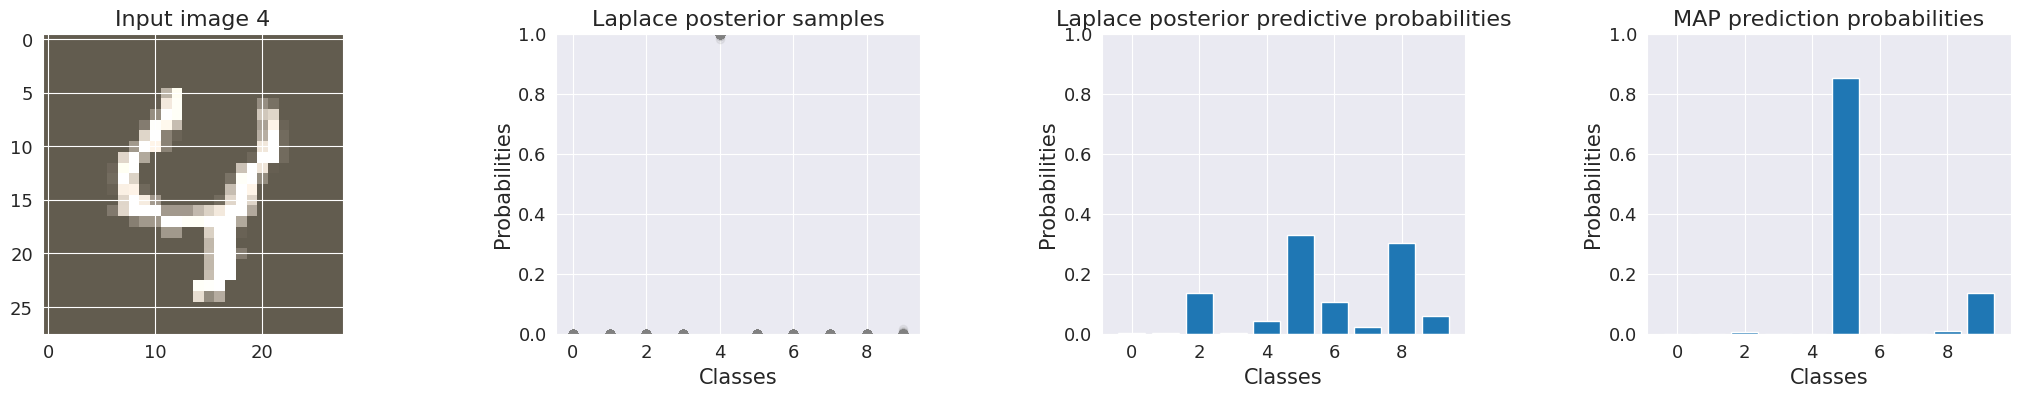 Input image 4
0
5
10
15
20
25
0 10 20
Laplace posterior samples
Probabilities
1.0
0.8
0.6
0.4
0.2
0.0
0 2 4 6 8
Classes
Laplace posterior predictive probabilities
Probabilities
1.0
0.8
0.6
0.4
0.2
0.0
0 2 4 6 8
Classes
MAP prediction probabilities
Probabilities
1.0
0.8
0.6
0.4
0.2
0.0
0 2 4 6 8
Classes
4